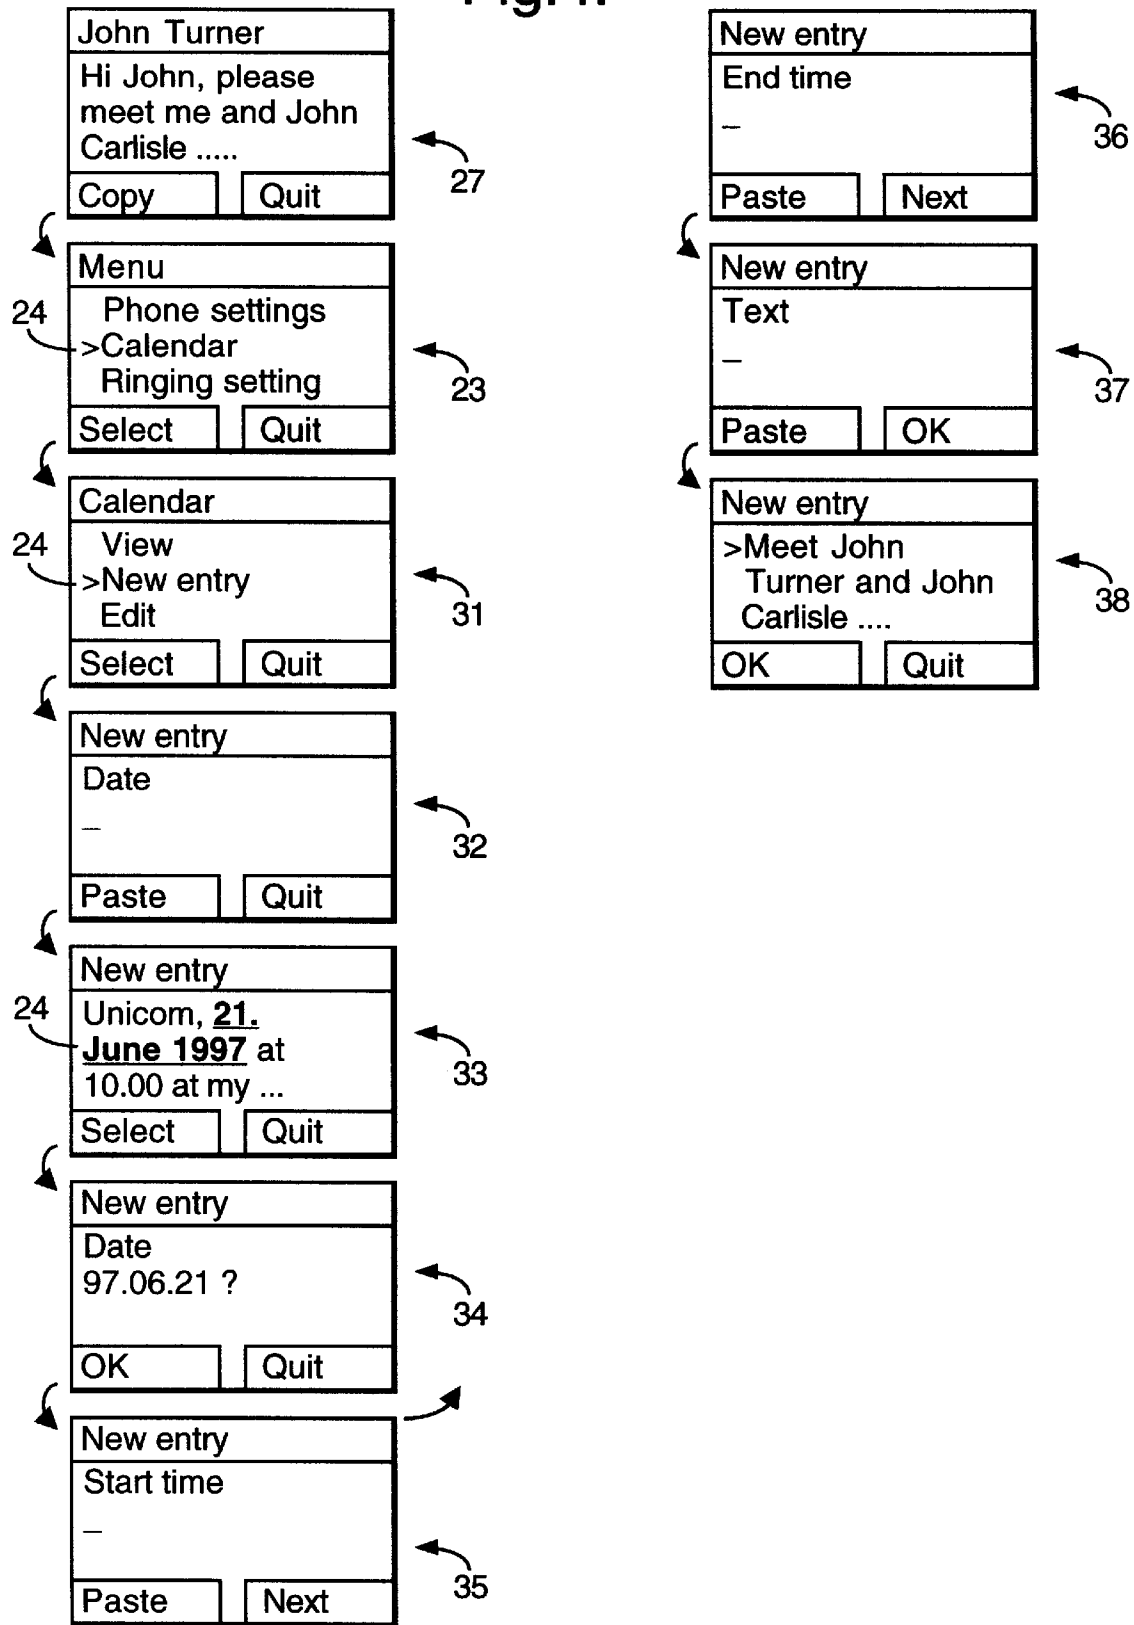 John Turner
Hi John, please
meet me and John
Carlisle .....
Copy Quit
27
Menu
Phone settings
24
>Calendar
Ringing setting
23
Select Quit
Calendar
View
24
>New entry
Edit
31
Select Quit
New entry
Date
_
32
Paste Quit
New entry
24
Unicom, 21.
June 1997 at
10.00 at my ...
33
Select Quit
New entry
Date
97.06.21 ?
34
OK Quit
New entry
Start time
_
35
Paste Next
New entry
End time
_
36
Paste Next
New entry
Text
_
37
Paste OK
New entry
>Meet John
Turner and John
Carlisle ....
38
OK Quit